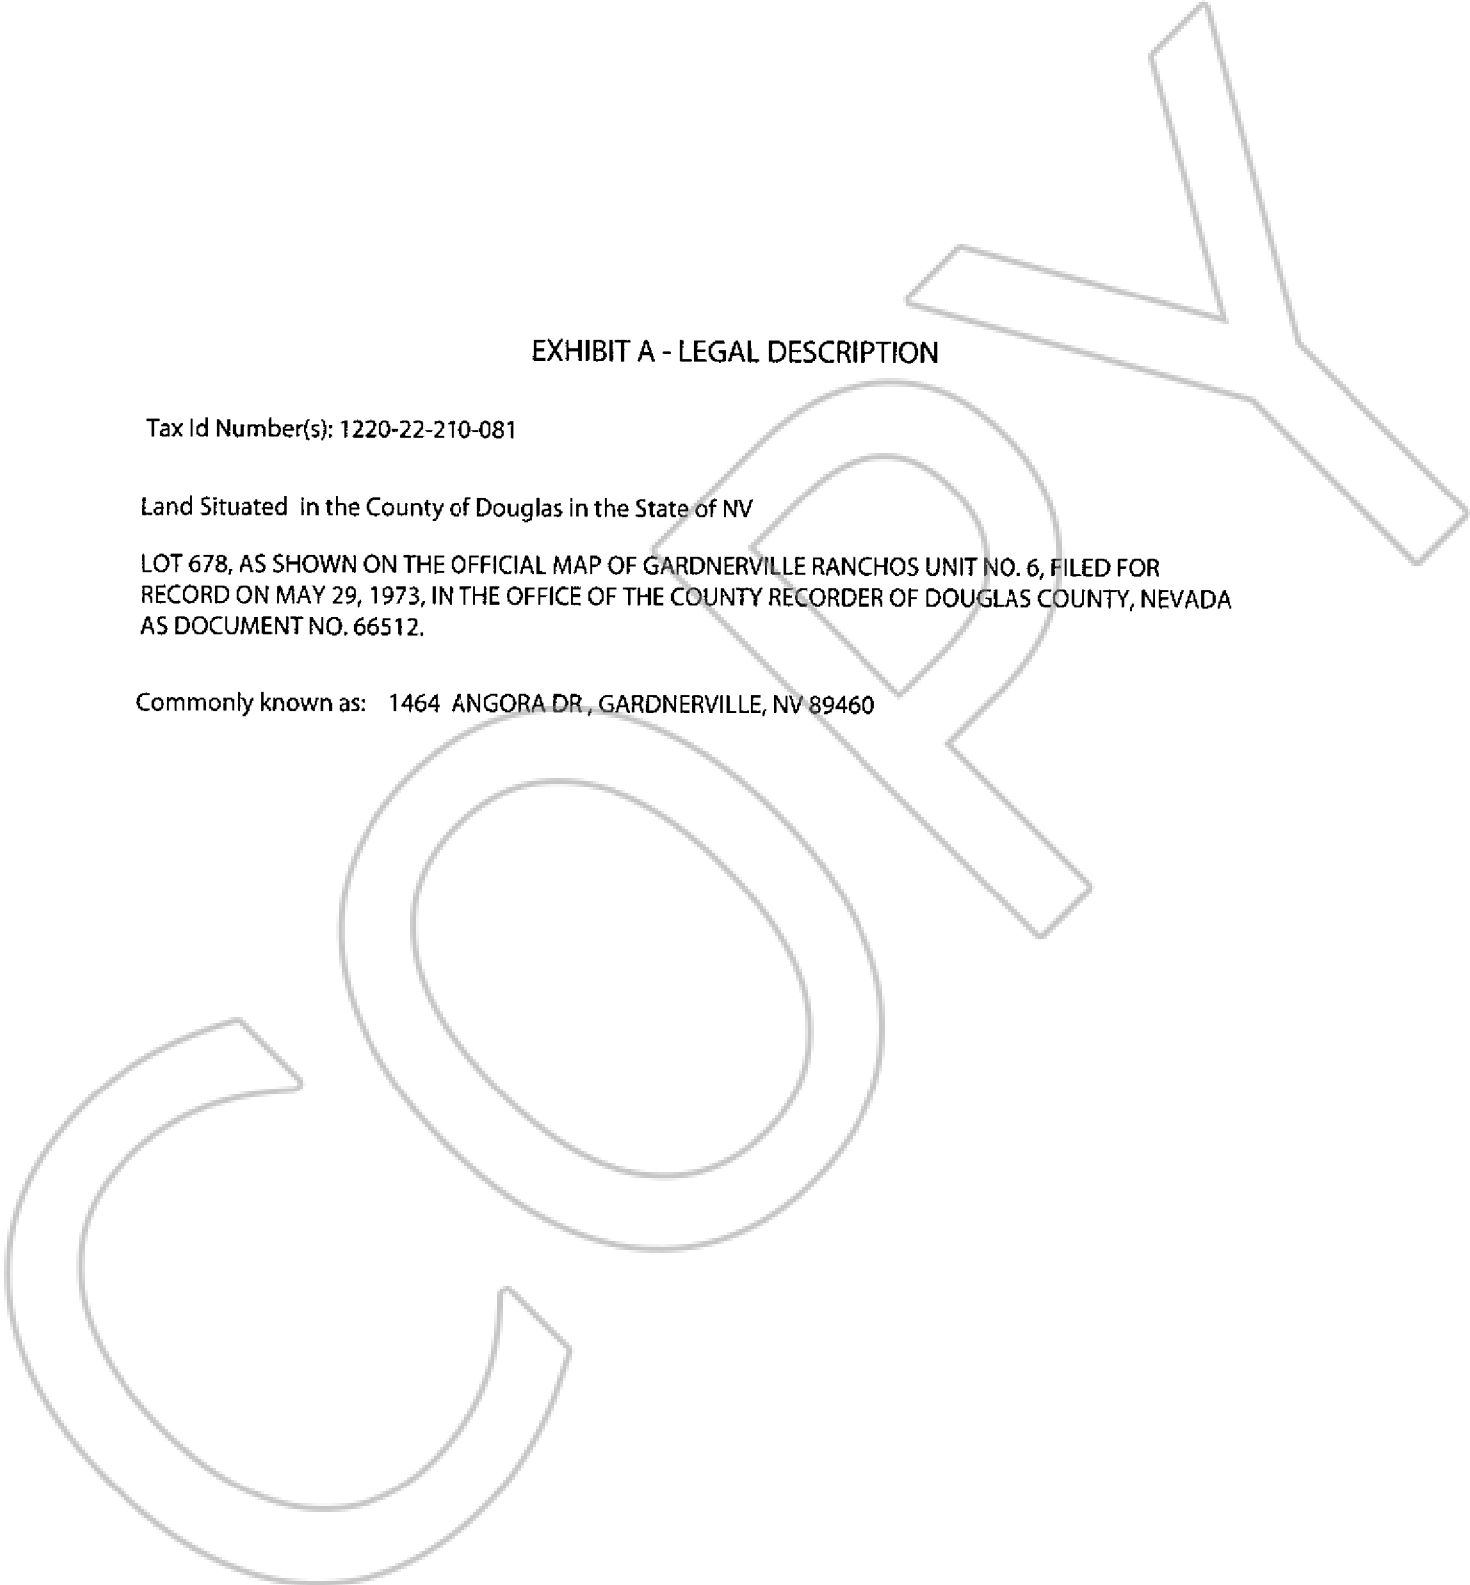 EXHIBIT A - LEGAL DESCRIPTION
Tax Id Number(s): 1220-22-210-081
Land Situated in the County of Douglas in the State of NV
LOT 678, AS SHOWN ON THE OFFICIAL MAP OF GARDNERVILLE RANCHOS UNIT NO. 6, FILED FOR
RECORD ON MAY 29, 1973, IN THE OFFICE OF THE COUNTY RECORDER OF DOUGLAS COUNTY, NEVADA
AS DOCUMENT NO. 66512.
Commonly known as: 1464 ANGORA DR , GARDNERVILLE, NV 89460
COPY